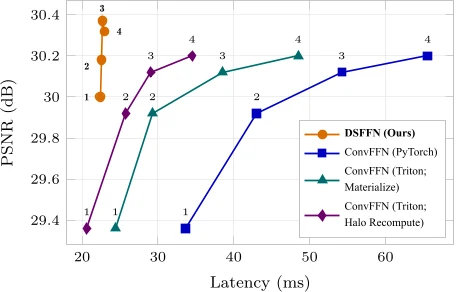 3
4
2
1
4
3
2
1
4
3
2
1
4
3
2
1
30.4
30.2
30
29.8
29.6
29.4
PSNR (dB)
20 30 40 50 60
Latency (ms)
DSFFN (Ours)
ConvFFN (PyTorch)
ConvFFN (Triton;
Materialize)
ConvFFN (Triton;
Halo Recompute)